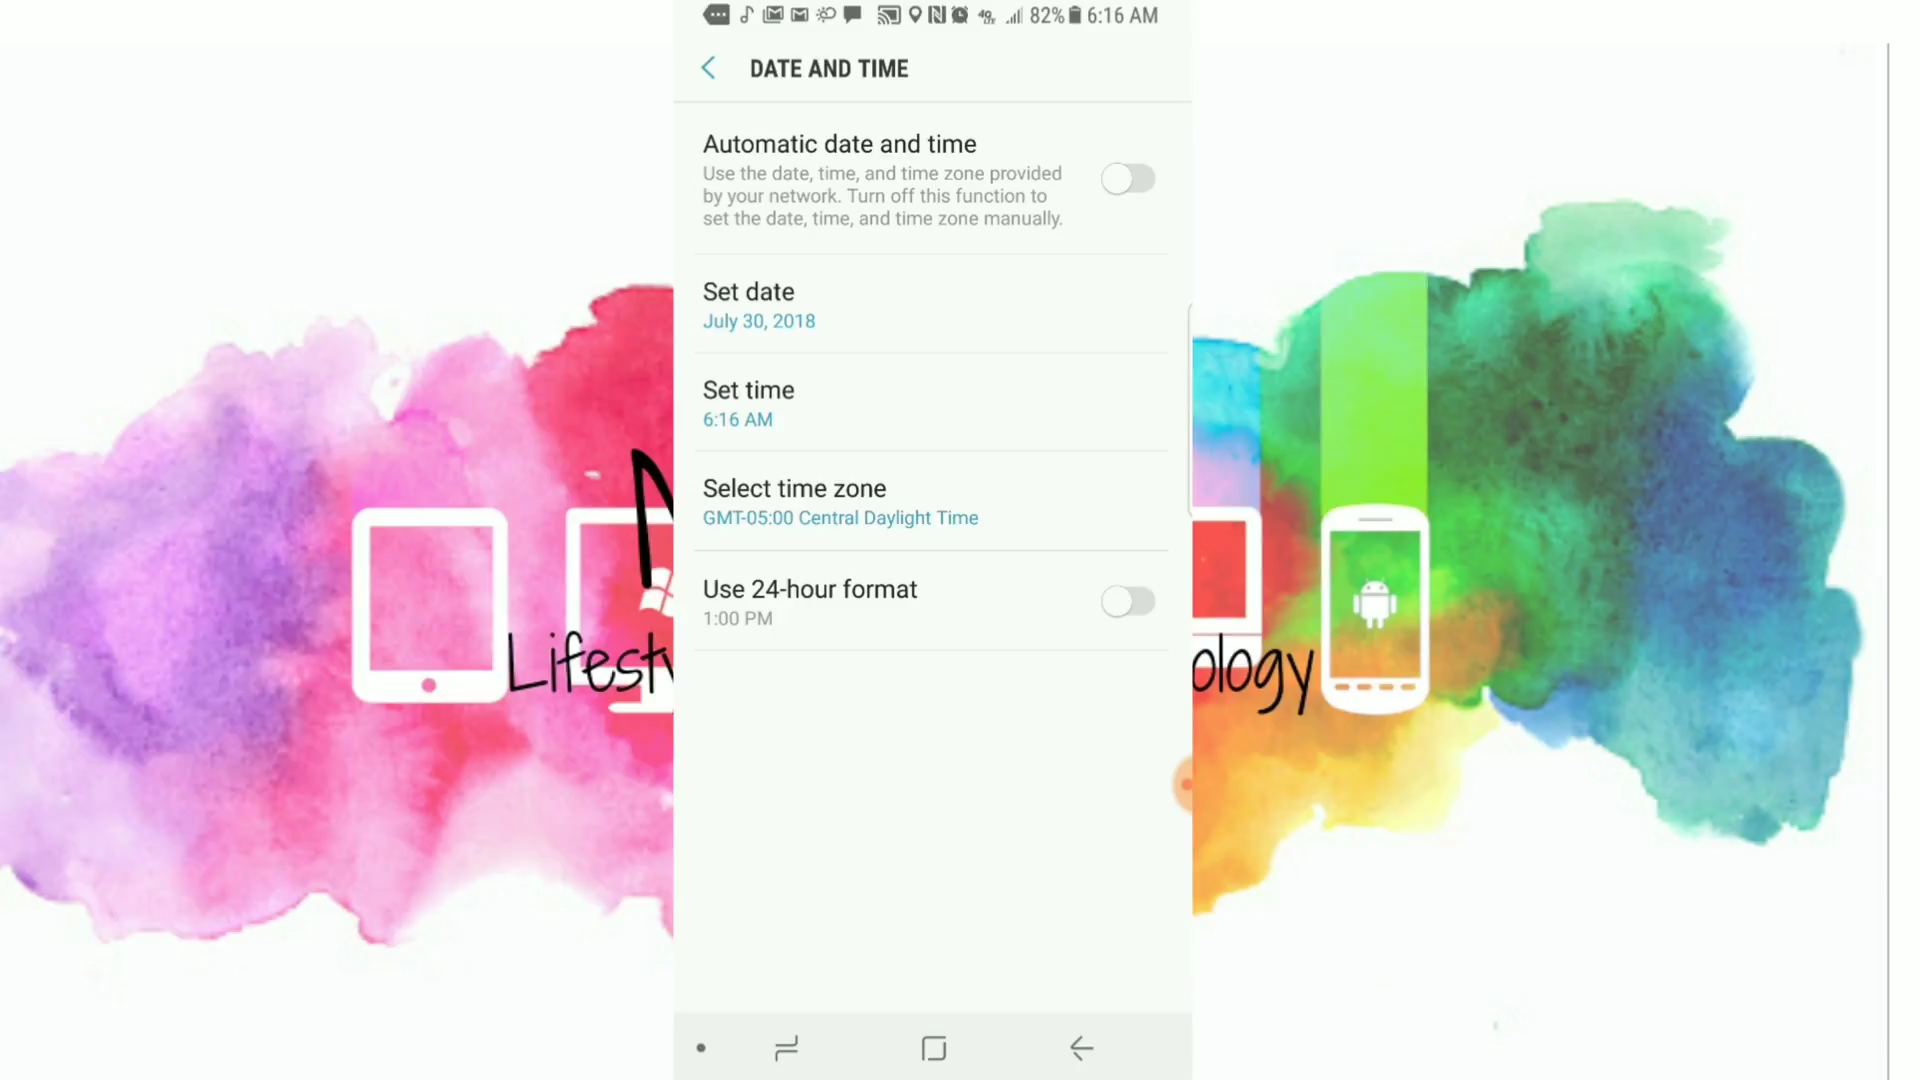 82% 6:16 AM
DATE AND TIME
Automatic date and time
Use the date, time, and time zone provided
by your network. Turn off this function to
set the date, time, and time zone manually.
Set date
July 30, 2018
Set time
6:16 AM
Select time zone
GMT-05:00 Central Daylight Time
Use 24-hour format
1:00 PM
Lifesty
ology